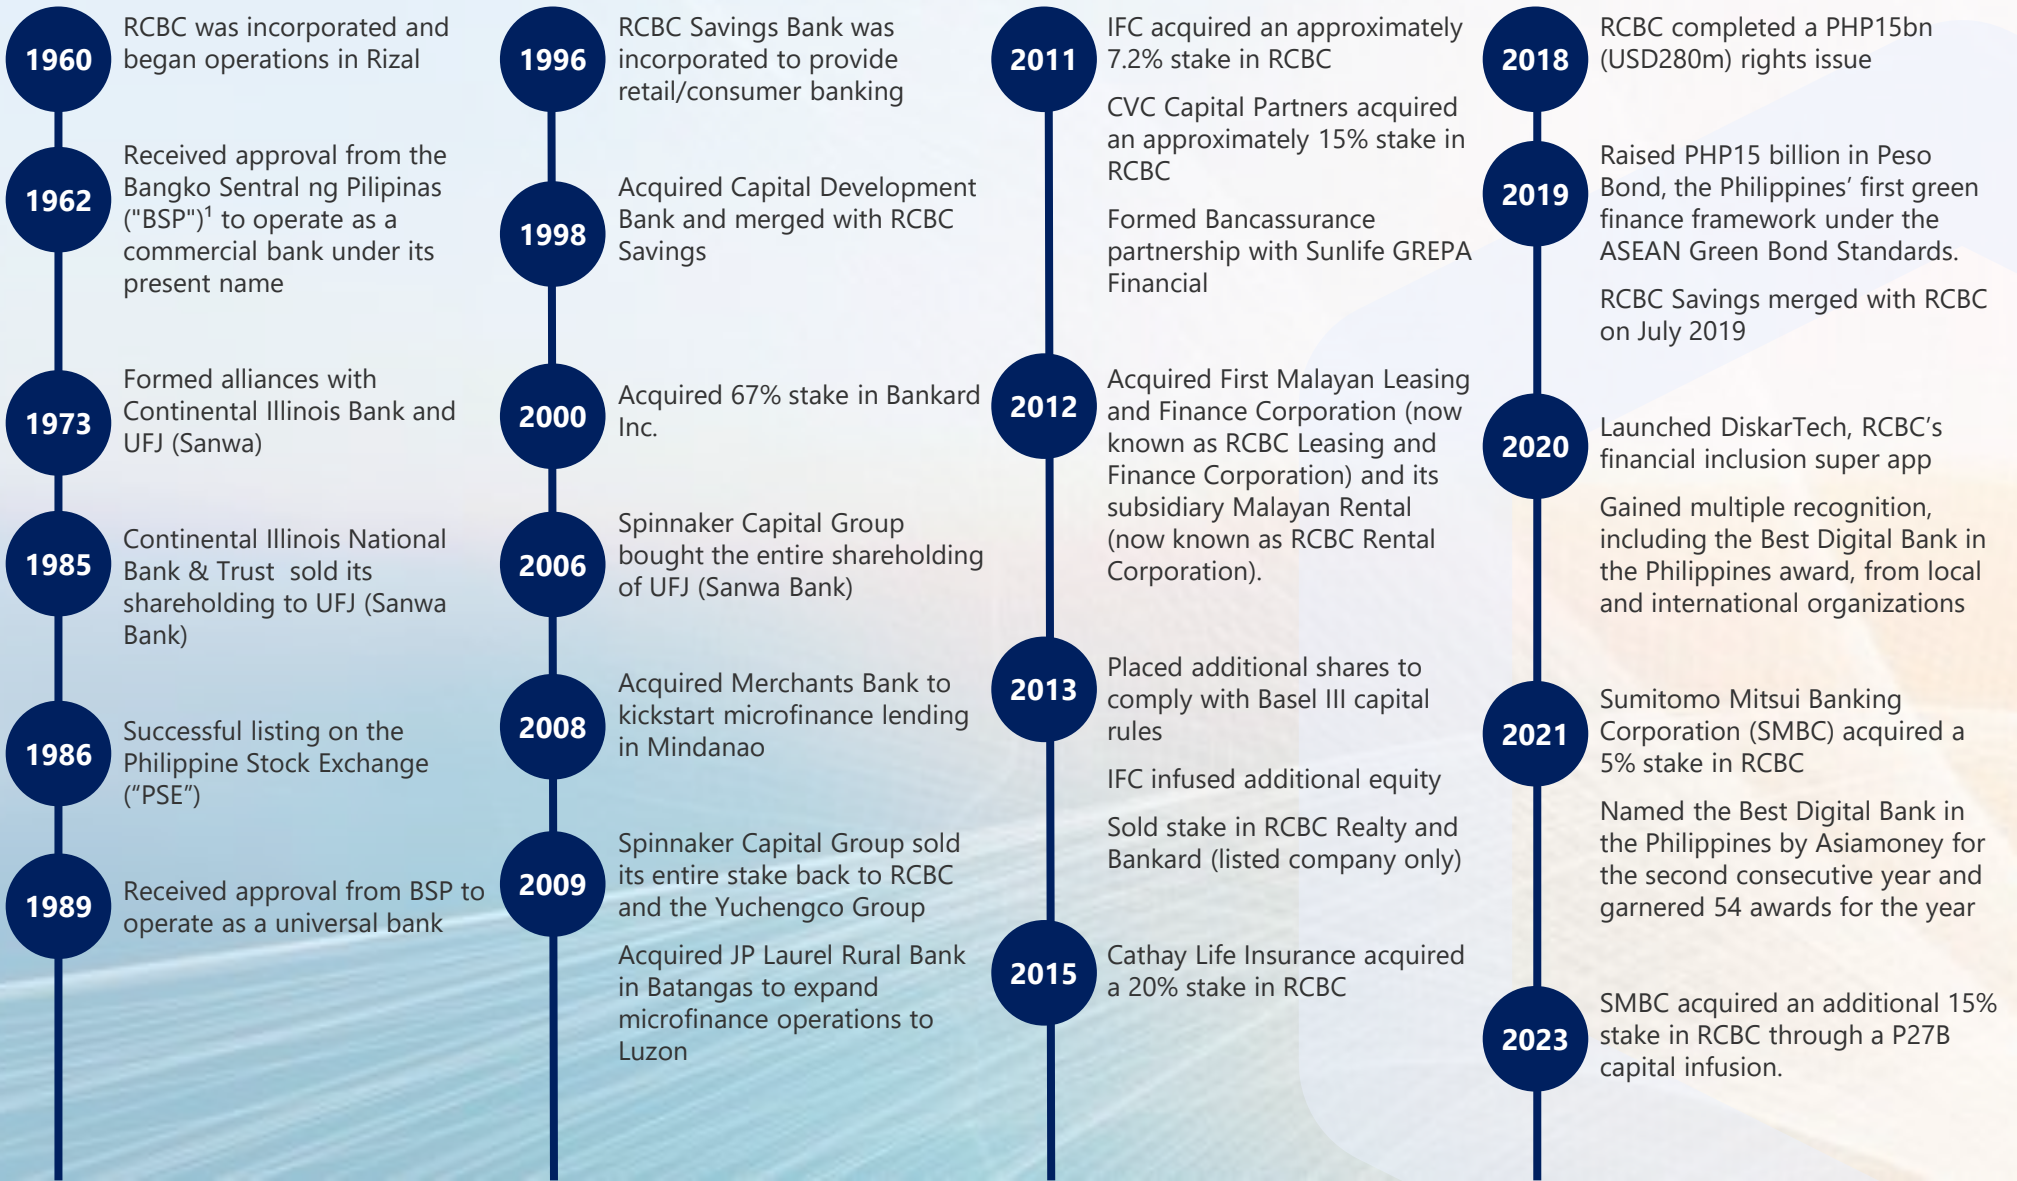 1960
RCBC was incorporated and
began operations in Rizal
1962
Received approval from the
Bangko Sentral ng Pilipinas
("BSP")¹ to operate as a
commercial bank under its
present name
1973
Formed alliances with
Continental Illinois Bank and
UFJ (Sanwa)
1985
Continental Illinois National
Bank & Trust sold its
shareholding to UFJ (Sanwa
Bank)
1986
Successful listing on the
Philippine Stock Exchange
(“PSE”)
1989
Received approval from BSP to
operate as a universal bank
1996
RCBC Savings Bank was
incorporated to provide
retail/consumer banking
1998
Acquired Capital Development
Bank and merged with RCBC
Savings
2000
Acquired 67% stake in Bankard
Inc.
2006
Spinnaker Capital Group
bought the entire shareholding
of UFJ (Sanwa Bank)
2008
Acquired Merchants Bank to
kickstart microfinance lending
in Mindanao
2009
Spinnaker Capital Group sold
its entire stake back to RCBC
and the Yuchengco Group
Acquired JP Laurel Rural Bank
in Batangas to expand
microfinance operations to
Luzon
2011
IFC acquired an approximately
7.2% stake in RCBC
CVC Capital Partners acquired
an approximately 15% stake in
RCBC
Formed Bancassurance
partnership with Sunlife GREPA
Financial
2012
Acquired First Malayan Leasing
and Finance Corporation (now
known as RCBC Leasing and
Finance Corporation) and its
subsidiary Malayan Rental
(now known as RCBC Rental
Corporation).
2013
Placed additional shares to
comply with Basel III capital
rules
IFC infused additional equity
Sold stake in RCBC Realty and
Bankard (listed company only)
2015
Cathay Life Insurance acquired
a 20% stake in RCBC
2018
RCBC completed a PHP15bn
(USD280m) rights issue
2019
Raised PHP15 billion in Peso
Bond, the Philippines’ first green
finance framework under the
ASEAN Green Bond Standards.
RCBC Savings merged with RCBC
on July 2019
2020
Launched DiskarTech, RCBC’s
financial inclusion super app
Gained multiple recognition,
including the Best Digital Bank in
the Philippines award, from local
and international organizations
2021
Sumitomo Mitsui Banking
Corporation (SMBC) acquired a
5% stake in RCBC
Named the Best Digital Bank in
the Philippines by Asiamoney for
the second consecutive year and
garnered 54 awards for the year
2023
SMBC acquired an additional 15%
stake in RCBC through a P27B
capital infusion.